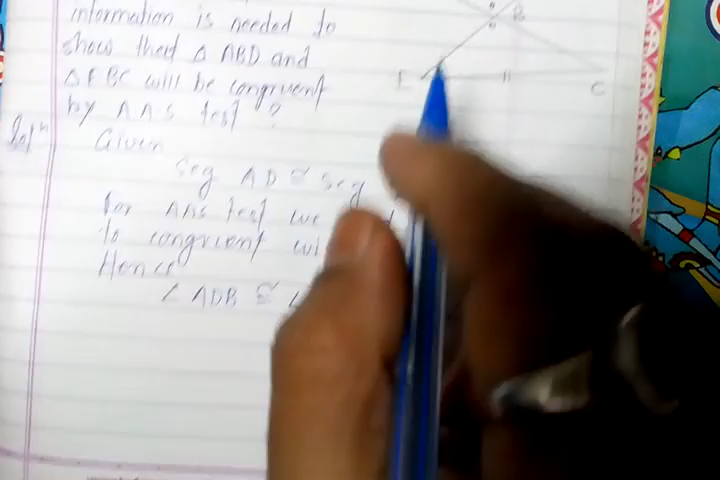 information is needed to
show that Δ ABD and
Δ EBC will be congruent
by AAS test ?
Solⁿ Given
seg AD ≅ seg
For AAS test we
to congruent
Hence
∠ ADB ≅ ∠
B
E
C